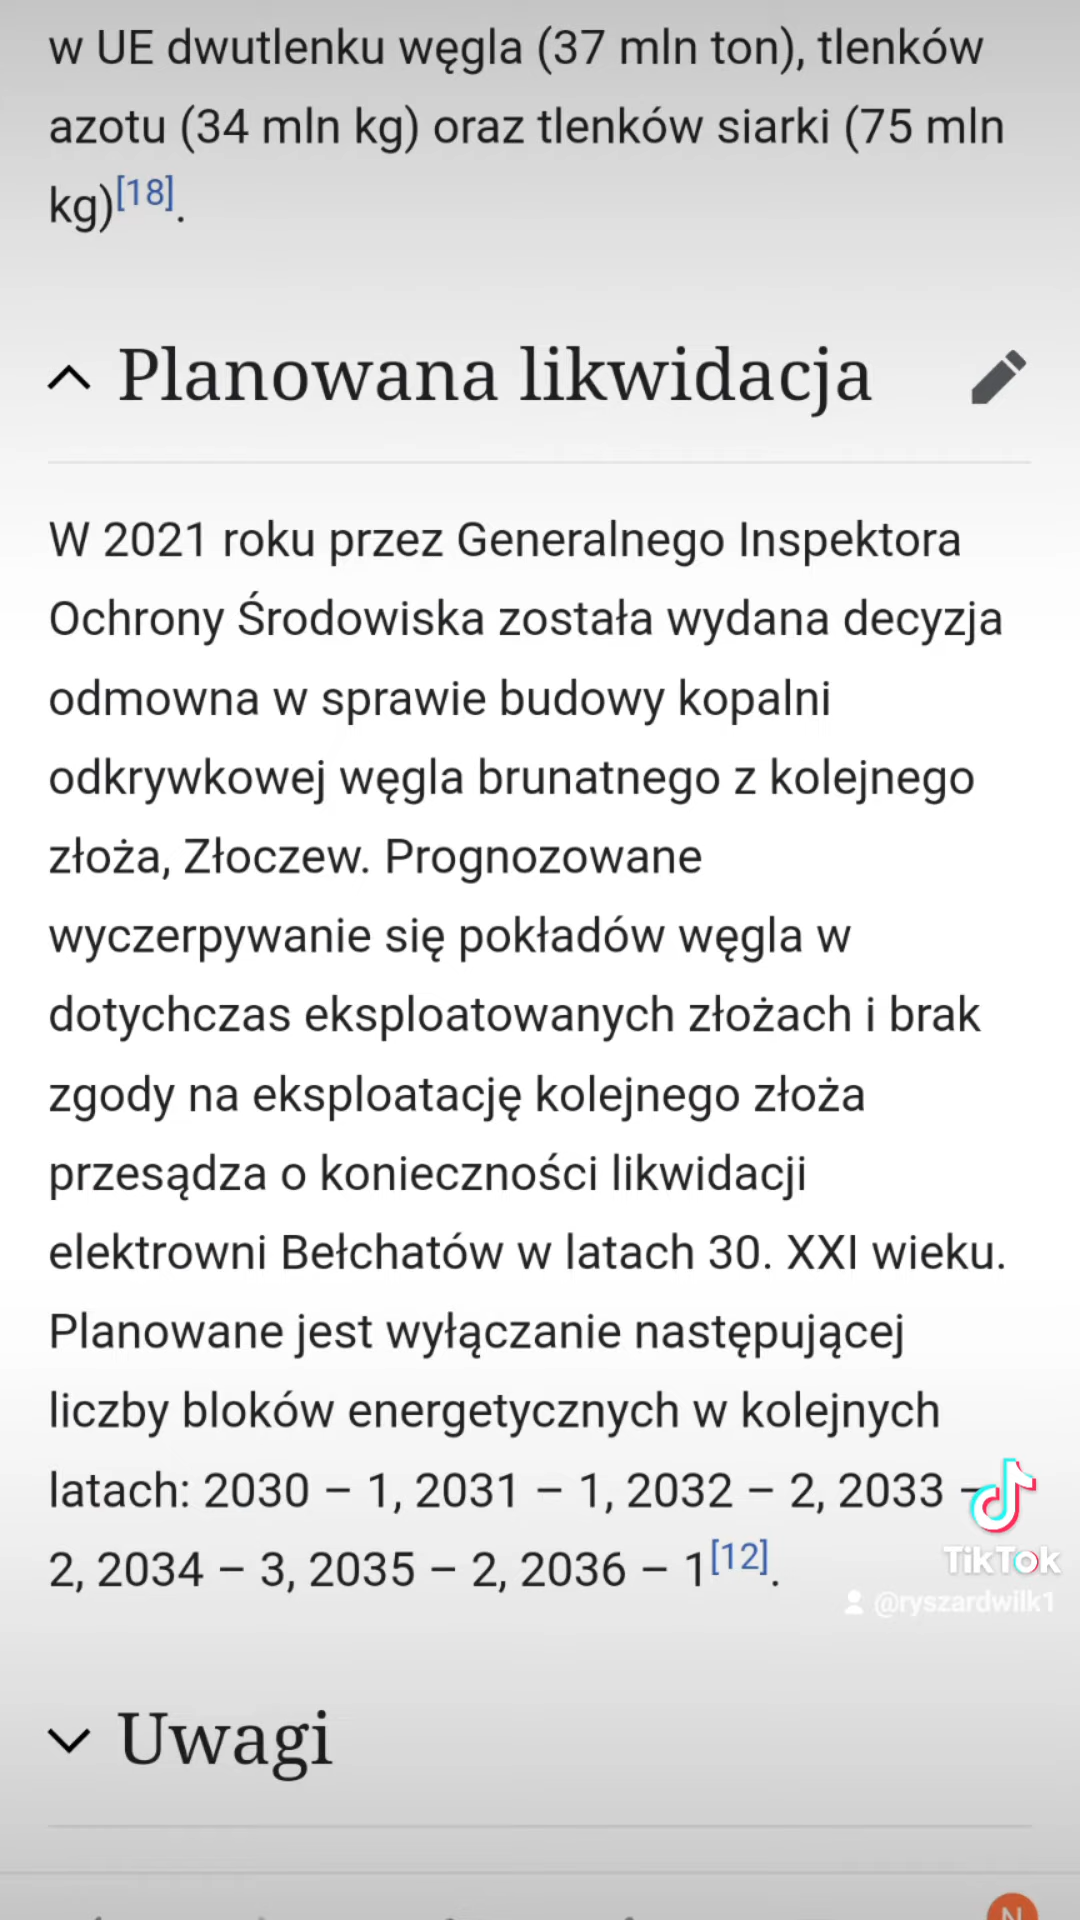 w UE dwutlenku węgla (37 mln ton), tlenków
azotu (34 mln kg) oraz tlenków siarki (75 mln
kg)[18].
Planowana likwidacja
W 2021 roku przez Generalnego Inspektora
Ochrony Środowiska została wydana decyzja
odmowna w sprawie budowy kopalni
odkrywkowej węgla brunatnego z kolejnego
złoża, Złoczew. Prognozowane
wyczerpywanie się pokładów węgla w
dotychczas eksploatowanych złożach i brak
zgody na eksploatację kolejnego złoża
przesądza o konieczności likwidacji
elektrowni Bełchatów w latach 30. XXI wieku.
Planowane jest wyłączanie następującej
liczby bloków energetycznych w kolejnych
latach: 2030 – 1, 2031 – 1, 2032 – 2, 2033 –
2, 2034 – 3, 2035 – 2, 2036 – 1[12].
TikTok
@ryszardwilk1
Uwagi
N